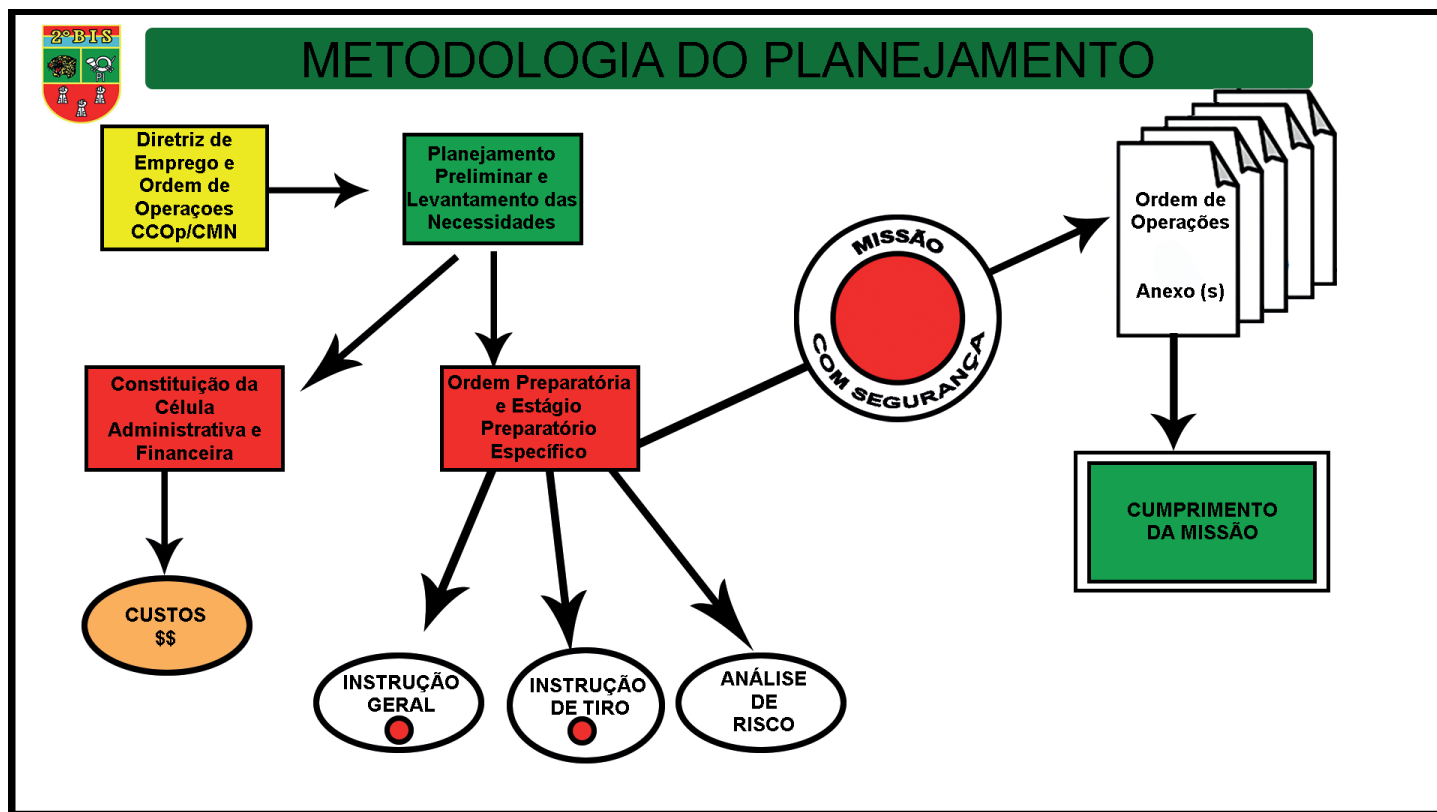 2ºBIS
PI
METODOLOGIA DO PLANEJAMENTO
Diretriz de
Emprego e
Ordem de
Operaçoes
CCOp/CMN
Planejamento
Preliminar e
Levantamento das
Necessidades
MISSÃO
COM SEGURANÇA
Ordem de
Operações
Anexo (s)
Constituição da
Célula
Administrativa e
Financeira
Ordem Preparatória
e Estágio
Preparatório
Específico
CUMPRIMENTO
DA MISSÃO
CUSTOS
$$
INSTRUÇÃO
GERAL
INSTRUÇÃO
DE TIRO
ANÁLISE
DE
RISCO